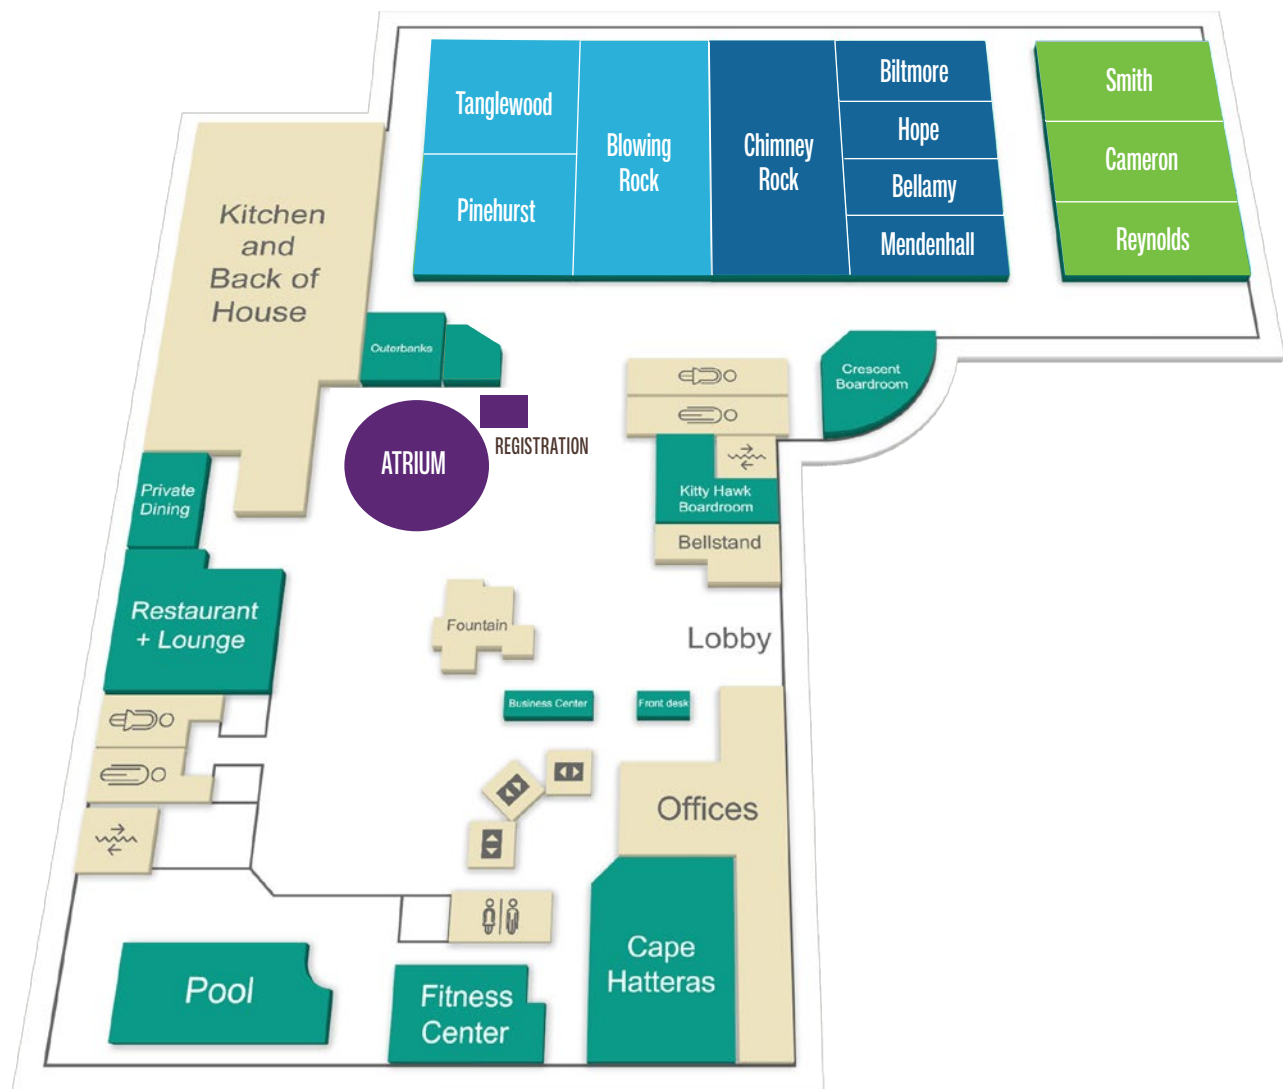 Tanglewood
Pinehurst
Blowing
Rock
Chimney
Rock
Biltmore
Hope
Bellamy
Mendenhall
Smith
Cameron
Reynolds
Kitchen
and
Back of
House
Outerbanks
Crescent
Boardroom
ATRIUM
REGISTRATION
Private
Dining
Kitty Hawk
Boardroom
Bellstand
Restaurant
+ Lounge
Fountain
Lobby
Business Center
Front desk
Offices
Cape
Hatteras
Pool
Fitness
Center